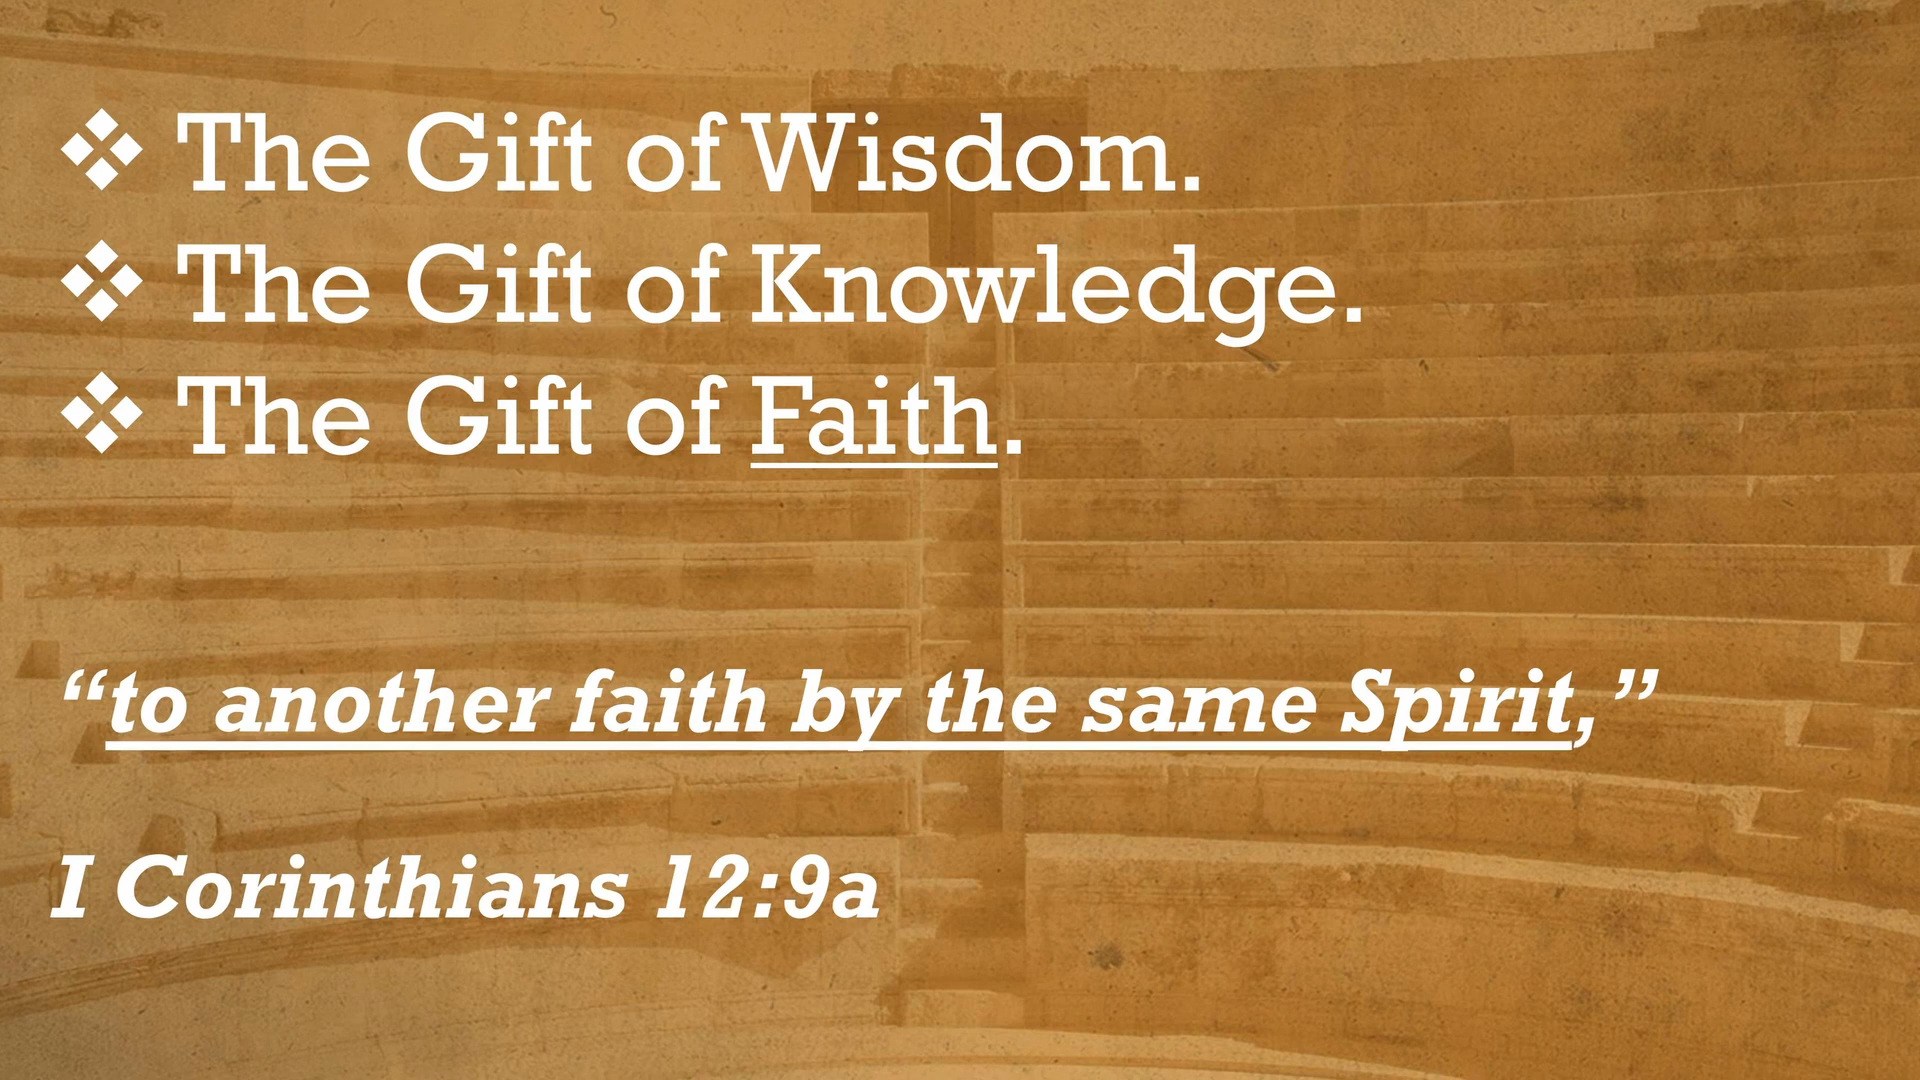 ❖ The Gift of Wisdom.
❖ The Gift of Knowledge.
❖ The Gift of Faith.
“to another faith by the same Spirit,”
I Corinthians 12:9a